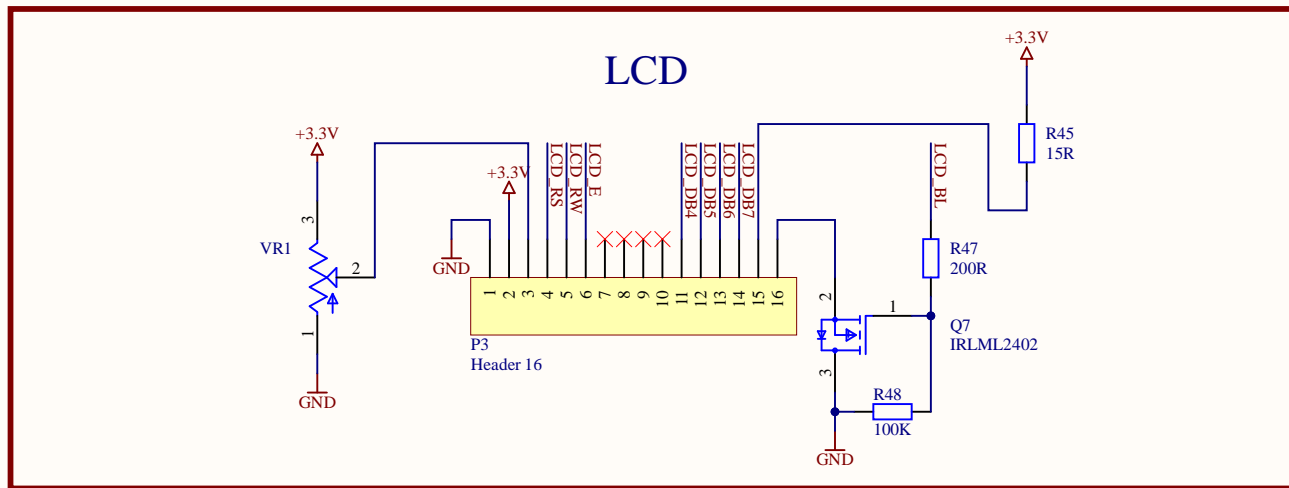 LCD
+3.3V
R45
15R
+3.3V
3
VR1
2
1
GND
+3.3V
GND
LCD_RS
LCD_RW
LCD_E
LCD_DB4
LCD_DB5
LCD_DB6
LCD_DB7
1
2
3
4
5
6
7
8
9
10
11
12
13
14
15
16
P3
Header 16
LCD_BL
R47
200R
2
1
Q7
IRLML2402
3
R48
100K
GND